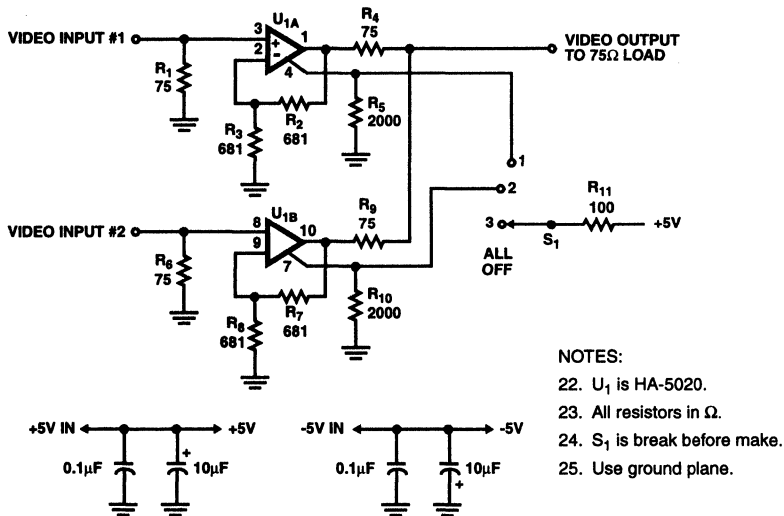 VIDEO INPUT #1
R1
75
3
2
U1A
+
-
1
4
R4
75
VIDEO OUTPUT
TO 75Ω LOAD
R3
681
R2
681
R5
2000
1
2
3
ALL
OFF
S1
R11
100
+5V
VIDEO INPUT #2
R6
75
8
9
U1B
10
7
R9
75
R8
681
R7
681
R10
2000
NOTES:
22. U1 is HA-5020.
23. All resistors in Ω.
24. S1 is break before make.
25. Use ground plane.
+5V IN
+5V
0.1µF
+
10µF
-5V IN
-5V
0.1µF
10µF
+